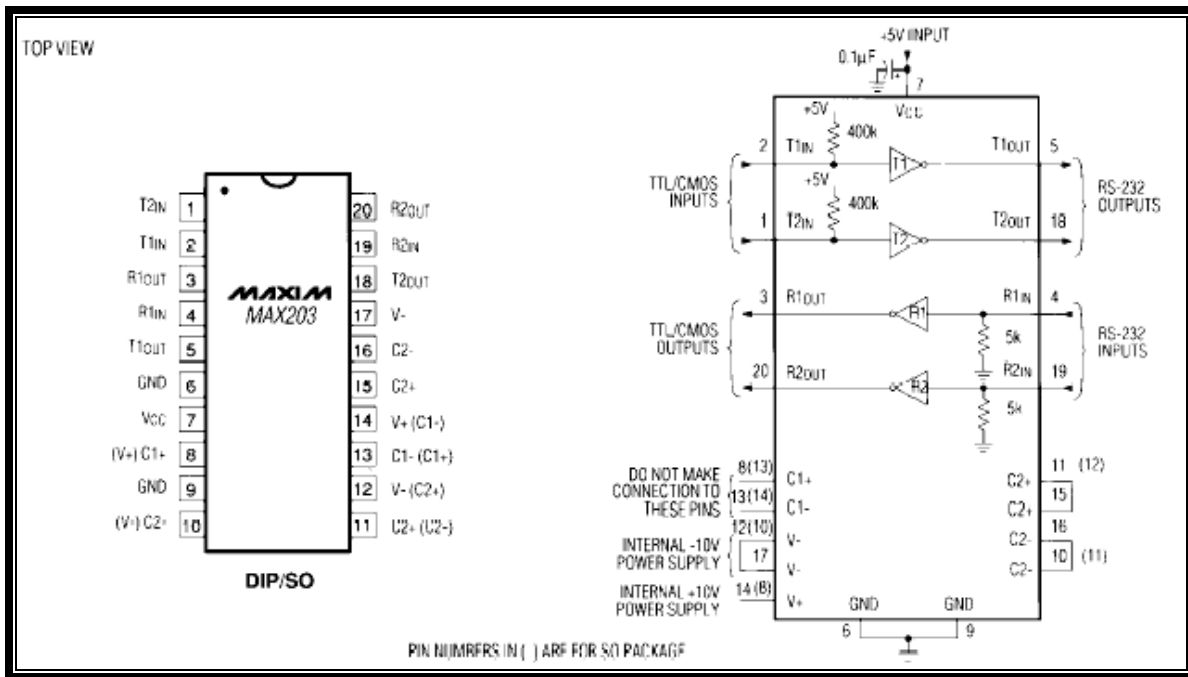 TOP VIEW
T2IN 1
T1IN 2
R1OUT 3
R1IN 4
T1OUT 5
GND 6
VCC 7
(V+) C1+ 8
GND 9
(V-) C2- 10
20 R2OUT
19 R2IN
18 T2OUT
17 V-
16 C2-
15 C2+
14 V+ (C1-)
13 C1- (C1+)
12 V- (C2+)
11 C2+ (C2-)
MAXIM
MAX203
DIP/SO
+5V INPUT
0.1µF
7
VCC
+5V
400k
2 T1IN T1 T1OUT 5
+5V
400k
1 T2IN T2 T2OUT 18
TTL/CMOS
INPUTS
RS-232
OUTPUTS
3 R1OUT R1 R1IN 4
5k
20 R2OUT R2 R2IN 19
5k
TTL/CMOS
OUTPUTS
RS-232
INPUTS
DO NOT MAKE
CONNECTION TO
THESE PINS
8(13) C1+
13(14) C1-
INTERNAL -10V
POWER SUPPLY
12(10) V-
17 V-
INTERNAL +10V
POWER SUPPLY
14(8) V+
C2+ 11 (12)
C2+ 15
C2- 16
C2- 10 (11)
GND GND
6 9
PIN NUMBERS IN ( ) ARE FOR SO PACKAGE